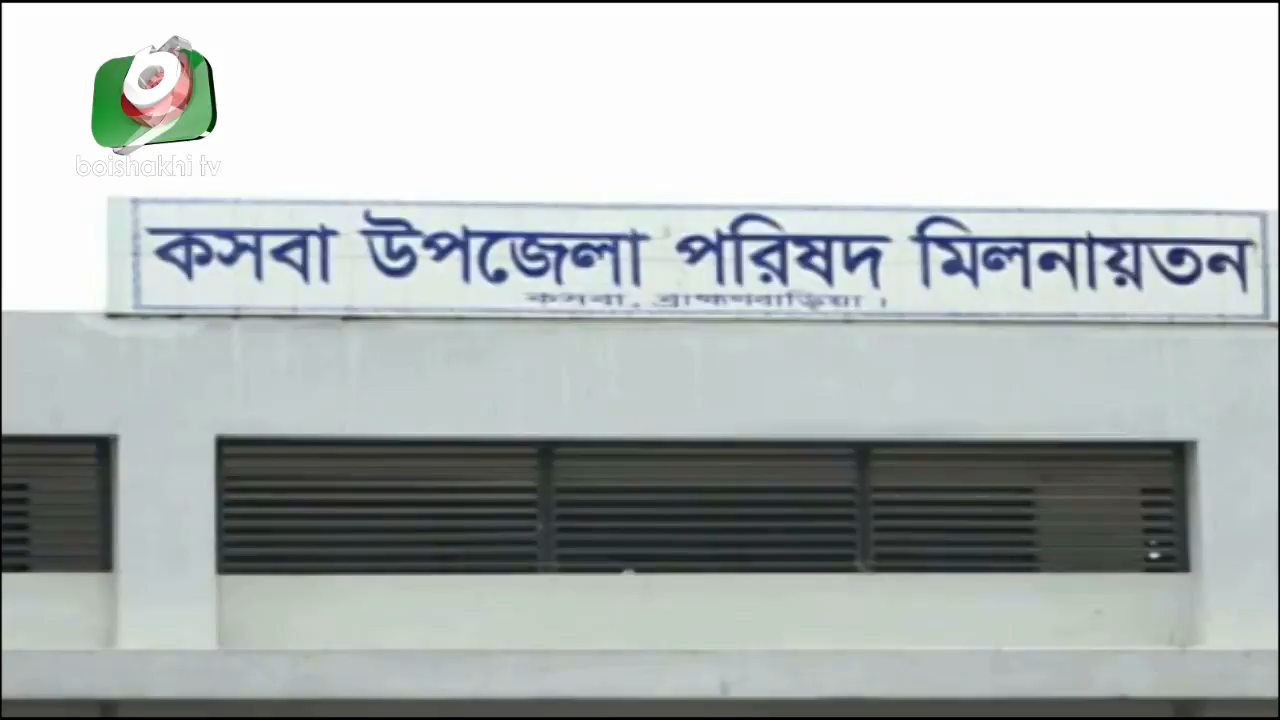 boishakhi tv
কসবা উপজেলা পরিষদ মিলনায়তন
কসবা, ব্রাহ্মণবাড়িয়া।